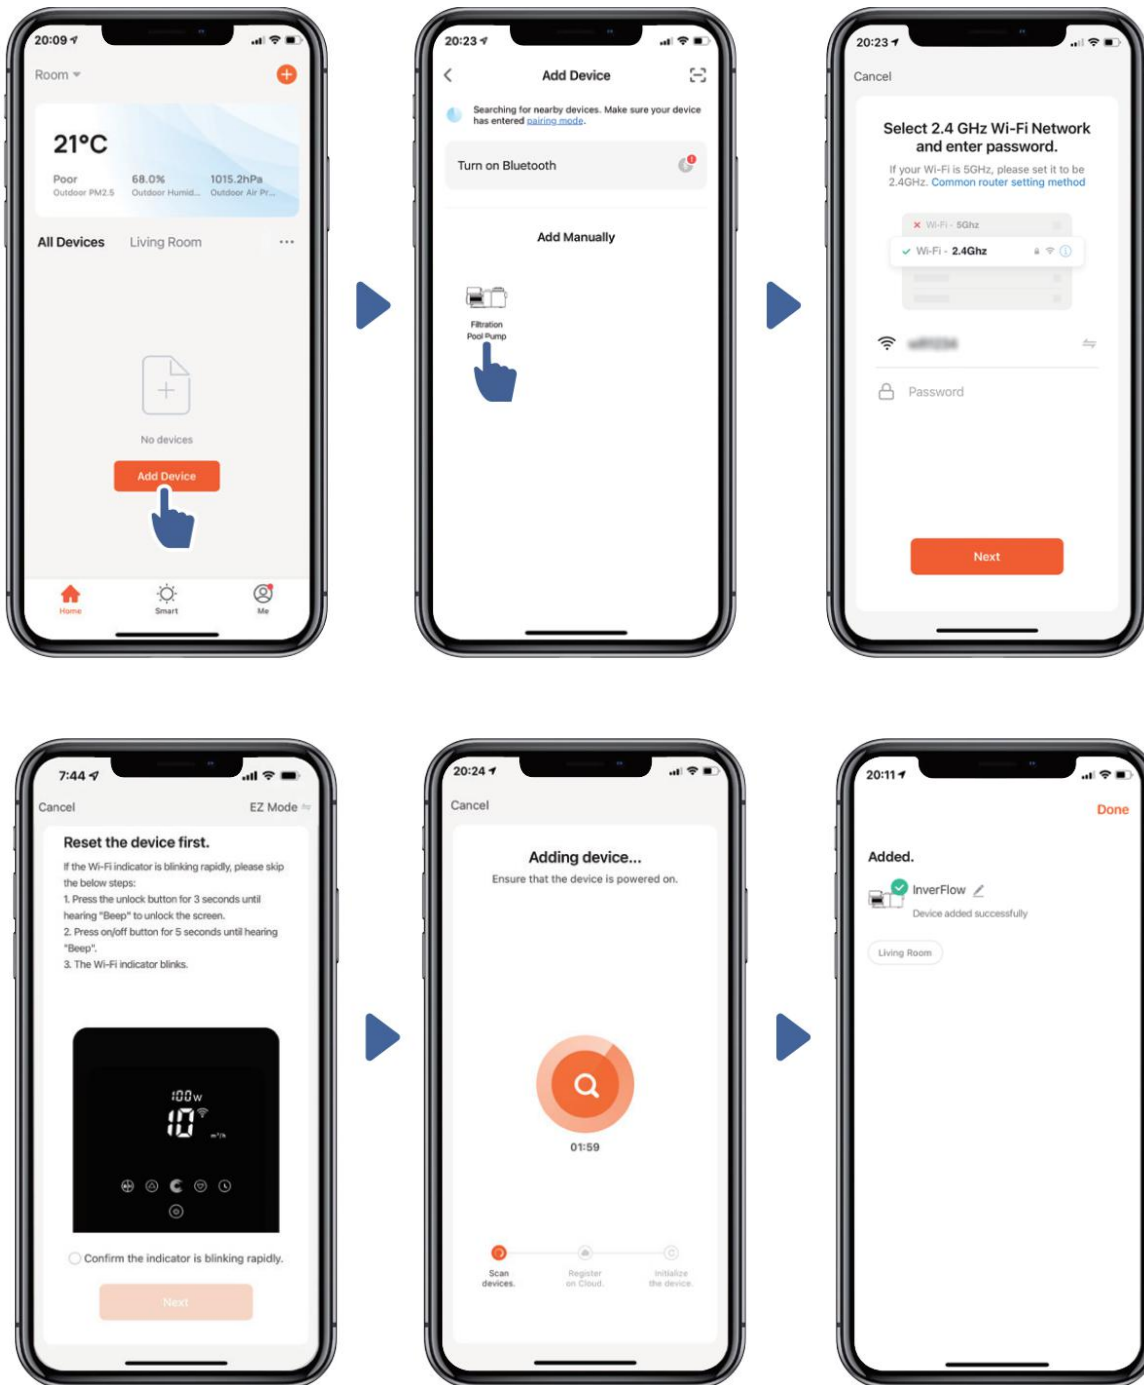 20:09
Room
21°C
Poor 68.0% 1015.2hPa
Outdoor PM2.5 Outdoor Humid... Outdoor Air Pr...
All Devices Living Room ...
No devices
Add Device
Home Smart Me
20:23
Add Device
Searching for nearby devices. Make sure your device
has entered pairing mode.
Turn on Bluetooth
Add Manually
Filtration
Pool Pump
20:23
Cancel
Select 2.4 GHz Wi-Fi Network
and enter password.
If your Wi-Fi is 5GHz, please set it to be
2.4GHz. Common router setting method
Wi-Fi - 5Ghz
Wi-Fi - 2.4Ghz
Password
Next
7:44
Cancel EZ Mode
Reset the device first.
If the Wi-Fi indicator is blinking rapidly, please skip
the below steps:
1. Press the unlock button for 3 seconds until
hearing "Beep" to unlock the screen.
2. Press on/off button for 5 seconds until hearing
"Beep".
3. The Wi-Fi indicator blinks.
100w
10
m³/h
Confirm the indicator is blinking rapidly.
Next
20:24
Cancel
Adding device...
Ensure that the device is powered on.
01:59
Scan Register Initialize
devices. on Cloud. the device.
20:11
Done
Added.
InverFlow
Device added successfully
Living Room